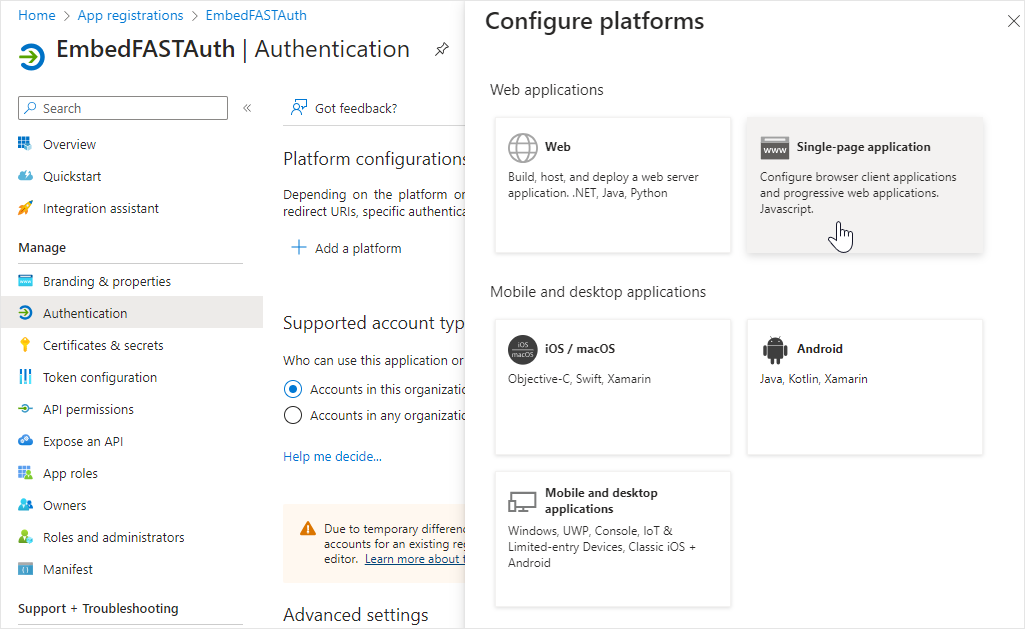 Home > App registrations > EmbedFASTAuth
EmbedFASTAuth | Authentication
Search
«
Overview
Quickstart
Integration assistant
Manage
Branding & properties
Authentication
Certificates & secrets
Token configuration
API permissions
Expose an API
App roles
Owners
Roles and administrators
Manifest
Support + Troubleshooting
Got feedback?
Platform configurations
Depending on the platform or
redirect URIs, specific authentica
Add a platform
Supported account typ
Who can use this application or
Accounts in this organizatio
Accounts in any organizatio
Help me decide...
Due to temporary differenc
accounts for an existing reg
editor. Learn more about t
Advanced settings
Configure platforms
Web applications
Web
Build, host, and deploy a web server
application. .NET, Java, Python
www
Single-page application
Configure browser client applications
and progressive web applications.
Javascript.
Mobile and desktop applications
iOS
macOS
iOS / macOS
Objective-C, Swift, Xamarin
Android
Java, Kotlin, Xamarin
Mobile and desktop
applications
Windows, UWP, Console, IoT &
Limited-entry Devices, Classic iOS +
Android